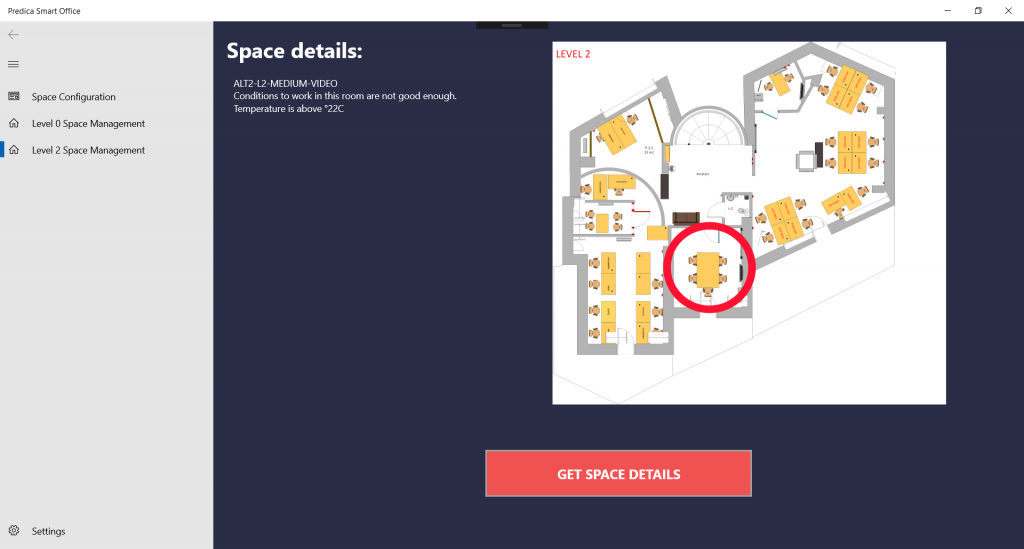 Predica Smart Office
Space Configuration
Level 0 Space Management
Level 2 Space Management
Settings
Space details:
ALT2-L2-MEDIUM-VIDEO
Conditions to work in this room are not good enough.
Temperature is above °22C
LEVEL 2
GET SPACE DETAILS